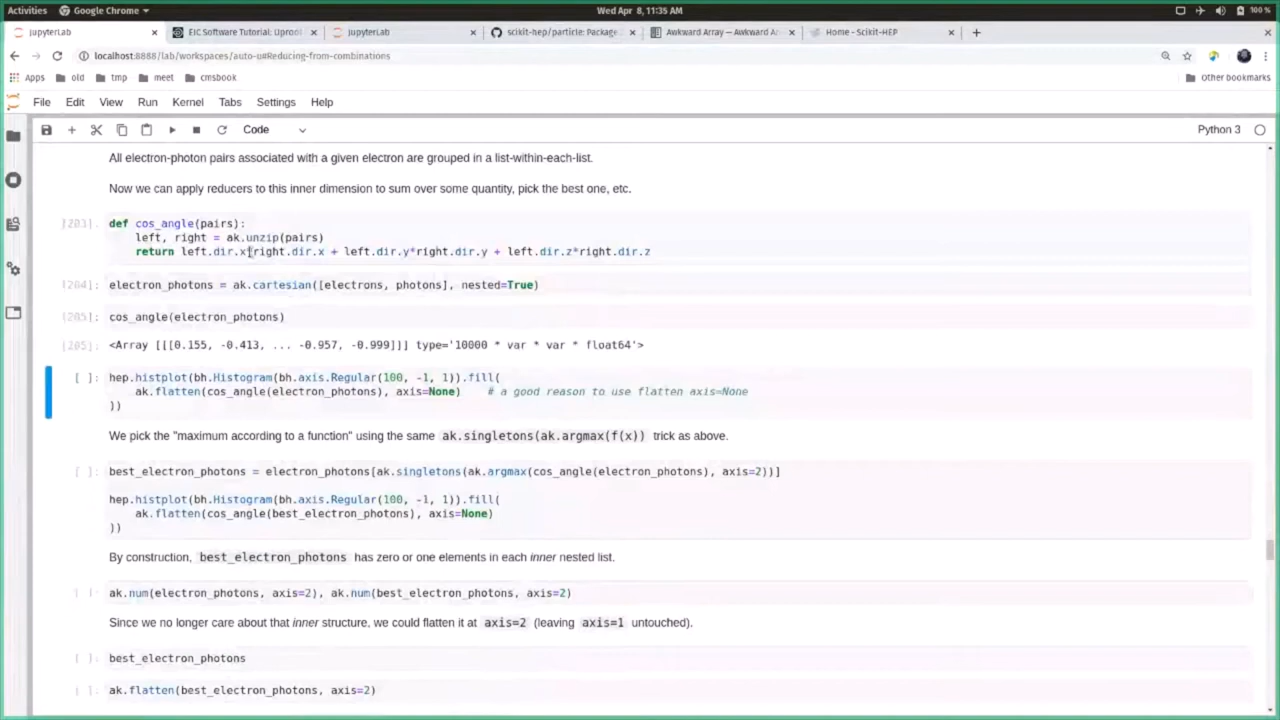 Activities Google Chrome Wed Apr 8, 11:35 AM 100 %
JupyterLab EIC Software Tutorial: Uproot JupyterLab scikit-hep/particle: Package Awkward Array — Awkward Ar Home - Scikit-HEP
localhost:8888/lab/workspaces/auto-u#Reducing-from-combinations
Apps old tmp meet cmsbook Other bookmarks
File Edit View Run Kernel Tabs Settings Help
Code Python 3
All electron-photon pairs associated with a given electron are grouped in a list-within-each-list.
Now we can apply reducers to this inner dimension to sum over some quantity, pick the best one, etc.
[203]: def cos_angle(pairs):
left, right = ak.unzip(pairs)
return left.dir.x*right.dir.x + left.dir.y*right.dir.y + left.dir.z*right.dir.z
[204]: electron_photons = ak.cartesian([electrons, photons], nested=True)
[205]: cos_angle(electron_photons)
[205]: <Array [[[0.155, -0.413, ... -0.957, -0.999]]] type='10000 * var * var * float64'>
[ ]: hep.histplot(bh.Histogram(bh.axis.Regular(100, -1, 1)).fill(
ak.flatten(cos_angle(electron_photons), axis=None) # a good reason to use flatten axis=None
))
We pick the "maximum according to a function" using the same ak.singletons(ak.argmax(f(x)) trick as above.
[ ]: best_electron_photons = electron_photons[ak.singletons(ak.argmax(cos_angle(electron_photons), axis=2))]
hep.histplot(bh.Histogram(bh.axis.Regular(100, -1, 1)).fill(
ak.flatten(cos_angle(best_electron_photons), axis=None)
))
By construction, best_electron_photons has zero or one elements in each inner nested list.
[ ]: ak.num(electron_photons, axis=2), ak.num(best_electron_photons, axis=2)
Since we no longer care about that inner structure, we could flatten it at axis=2 (leaving axis=1 untouched).
[ ]: best_electron_photons
[ ]: ak.flatten(best_electron_photons, axis=2)